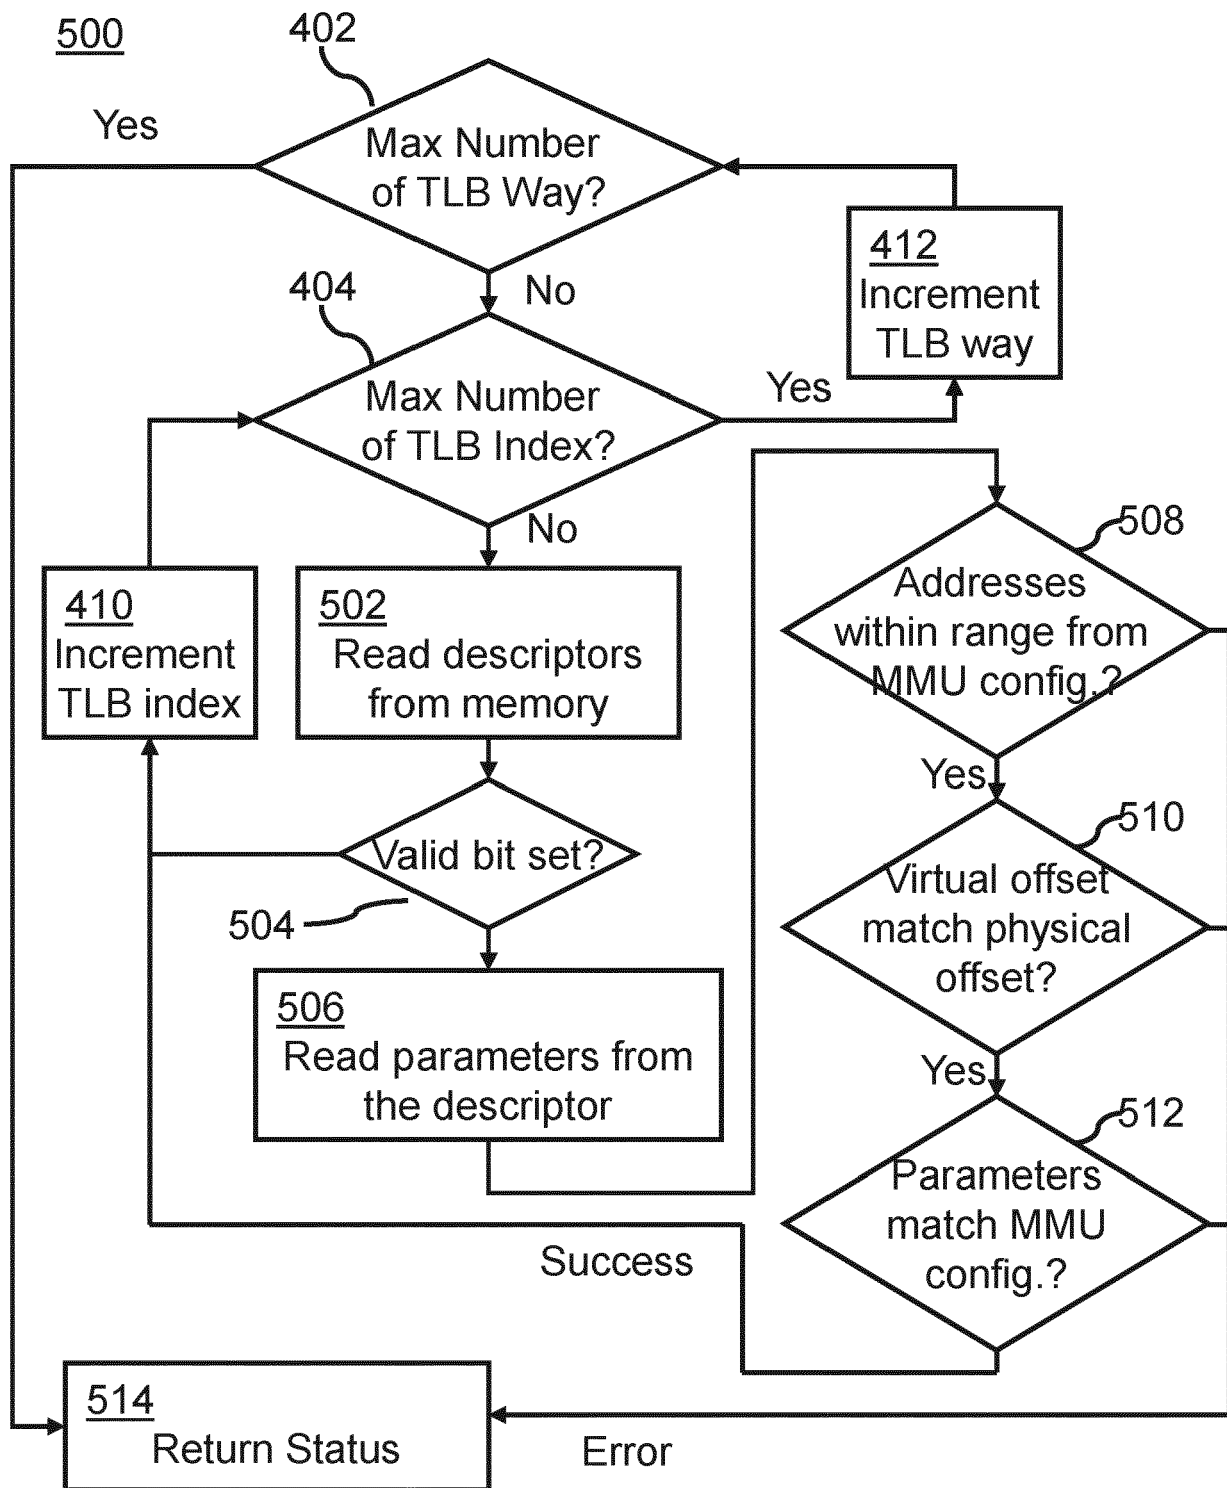 500
402
Yes
Max Number
of TLB Way?
412
Increment
TLB way
404
No
Max Number
of TLB Index?
Yes
No
508
Addresses
within range from
MMU config.?
410
Increment
TLB index
502
Read descriptors
from memory
Yes
510
Valid bit set?
504
Virtual offset
match physical
offset?
506
Read parameters from
the descriptor
Yes
512
Parameters
match MMU
config.?
Success
514
Return Status
Error